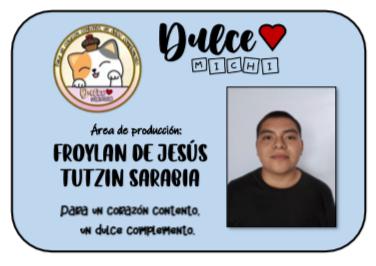 Dulce
MICHI
Área de producción:
FROYLAN DE JESÚS
TUTZIN SARABIA
Para un corazón contento,
un dulce complemento.